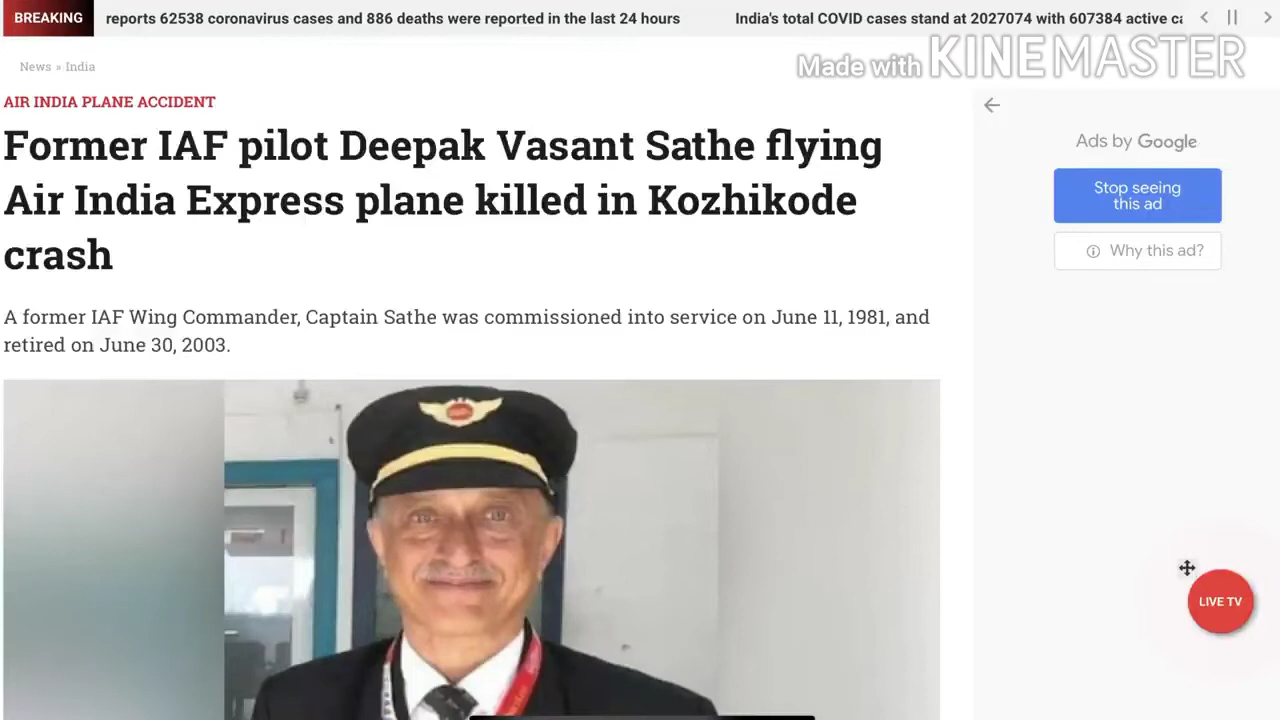 BREAKING
reports 62538 coronavirus cases and 886 deaths were reported in the last 24 hours
India's total COVID cases stand at 2027074 with 607384 active
Made with KINEMASTER
News » India
AIR INDIA PLANE ACCIDENT
Former IAF pilot Deepak Vasant Sathe flying
Air India Express plane killed in Kozhikode
crash
A former IAF Wing Commander, Captain Sathe was commissioned into service on June 11, 1981, and
retired on June 30, 2003.
Ads by Google
Stop seeing
this ad
Why this ad?
LIVE TV